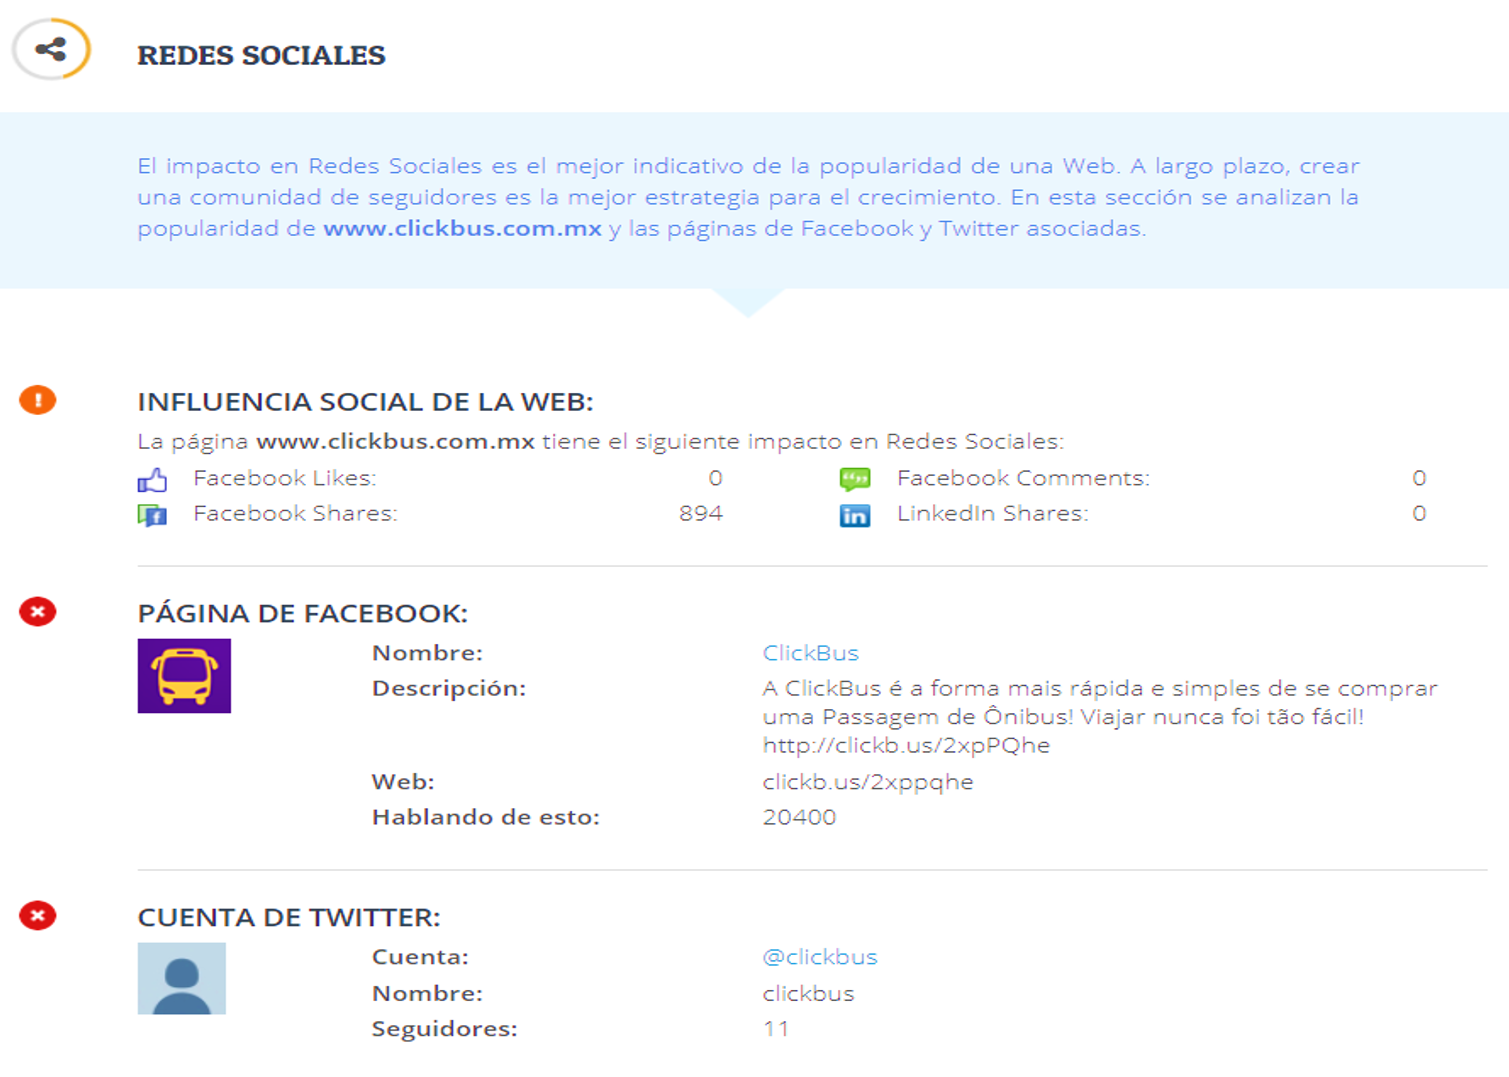 REDES SOCIALES
El impacto en Redes Sociales es el mejor indicativo de la popularidad de una Web. A largo plazo, crear
una comunidad de seguidores es la mejor estrategia para el crecimiento. En esta sección se analizan la
popularidad de www.clickbus.com.mx y las páginas de Facebook y Twitter asociadas.
INFLUENCIA SOCIAL DE LA WEB:
La página www.clickbus.com.mx tiene el siguiente impacto en Redes Sociales:
Facebook Likes: 0 Facebook Comments: 0
Facebook Shares: 894 LinkedIn Shares: 0
PÁGINA DE FACEBOOK:
Nombre: ClickBus
Descripción: A ClickBus é a forma mais rápida e simples de se comprar
uma Passagem de Ônibus! Viajar nunca foi tão fácil!
http://clickb.us/2xpPQhe
Web: clickb.us/2xppqhe
Hablando de esto: 20400
CUENTA DE TWITTER:
Cuenta: @clickbus
Nombre: clickbus
Seguidores: 11